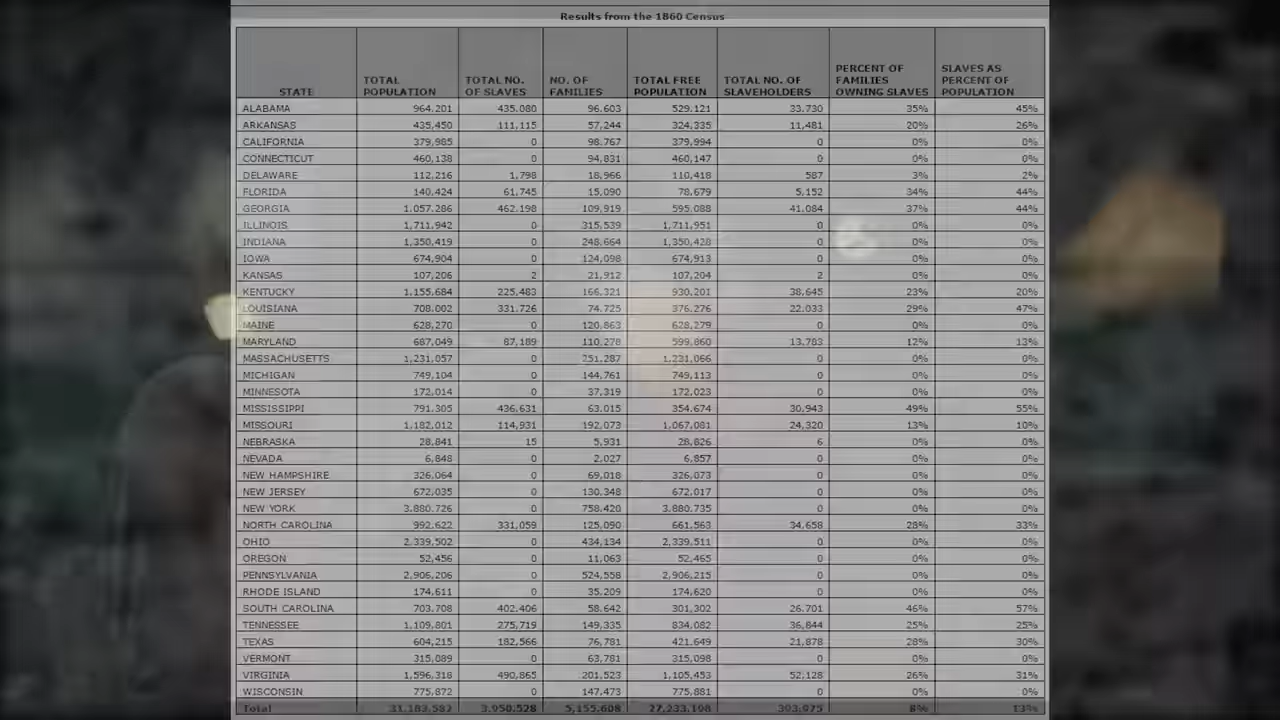 Results from the 1860 Census
STATE TOTAL POPULATION TOTAL NO. OF SLAVES NO. OF FAMILIES TOTAL FREE POPULATION TOTAL NO. OF SLAVEHOLDERS PERCENT OF FAMILIES OWNING SLAVES SLAVES AS PERCENT OF POPULATION
ALABAMA 964,201 435,080 96,603 529,121 33,730 35% 45%
ARKANSAS 435,450 111,115 57,244 324,335 11,481 20% 26%
CALIFORNIA 379,985 0 98,767 379,994 0 0% 0%
CONNECTICUT 460,138 0 94,831 460,147 0 0% 0%
DELAWARE 112,216 1,798 18,966 110,418 587 3% 2%
FLORIDA 140,424 61,745 15,090 78,679 5,152 34% 44%
GEORGIA 1,057,286 462,198 109,919 595,088 41,084 37% 44%
ILLINOIS 1,711,942 0 315,539 1,711,951 0 0% 0%
INDIANA 1,350,419 0 248,664 1,350,428 0 0% 0%
IOWA 674,904 0 124,098 674,913 0 0% 0%
KANSAS 107,206 2 21,912 107,204 2 0% 0%
KENTUCKY 1,155,684 225,483 166,321 930,201 38,645 23% 20%
LOUISIANA 708,002 331,726 74,725 376,276 22,033 29% 47%
MAINE 628,270 0 120,863 628,279 0 0% 0%
MARYLAND 687,049 87,189 110,278 599,860 13,783 12% 13%
MASSACHUSETTS 1,231,057 0 251,287 1,231,066 0 0% 0%
MICHIGAN 749,104 0 144,761 749,113 0 0% 0%
MINNESOTA 172,014 0 37,319 172,023 0 0% 0%
MISSISSIPPI 791,305 436,631 63,015 354,674 30,943 49% 55%
MISSOURI 1,182,012 114,931 192,073 1,067,081 24,320 13% 10%
NEBRASKA 28,841 15 5,931 28,826 6 0% 0%
NEVADA 6,848 0 2,027 6,857 0 0% 0%
NEW HAMPSHIRE 326,064 0 69,018 326,073 0 0% 0%
NEW JERSEY 672,035 0 130,348 672,017 0 0% 0%
NEW YORK 3,880,726 0 758,420 3,880,735 0 0% 0%
NORTH CAROLINA 992,622 331,059 125,090 661,563 34,658 28% 33%
OHIO 2,339,502 0 434,134 2,339,511 0 0% 0%
OREGON 52,456 0 11,063 52,465 0 0% 0%
PENNSYLVANIA 2,906,206 0 524,558 2,906,215 0 0% 0%
RHODE ISLAND 174,611 0 35,209 174,620 0 0% 0%
SOUTH CAROLINA 703,708 402,406 58,642 301,302 26,701 46% 57%
TENNESSEE 1,109,801 275,719 149,335 834,082 36,844 25% 25%
TEXAS 604,215 182,566 76,781 421,649 21,878 28% 30%
VERMONT 315,089 0 63,781 315,098 0 0% 0%
VIRGINIA 1,596,318 490,865 201,523 1,105,453 52,128 26% 31%
WISCONSIN 775,872 0 147,473 775,881 0 0% 0%
Total 31,183,582 3,950,528 5,155,608 27,233,198 393,975 8% 13%